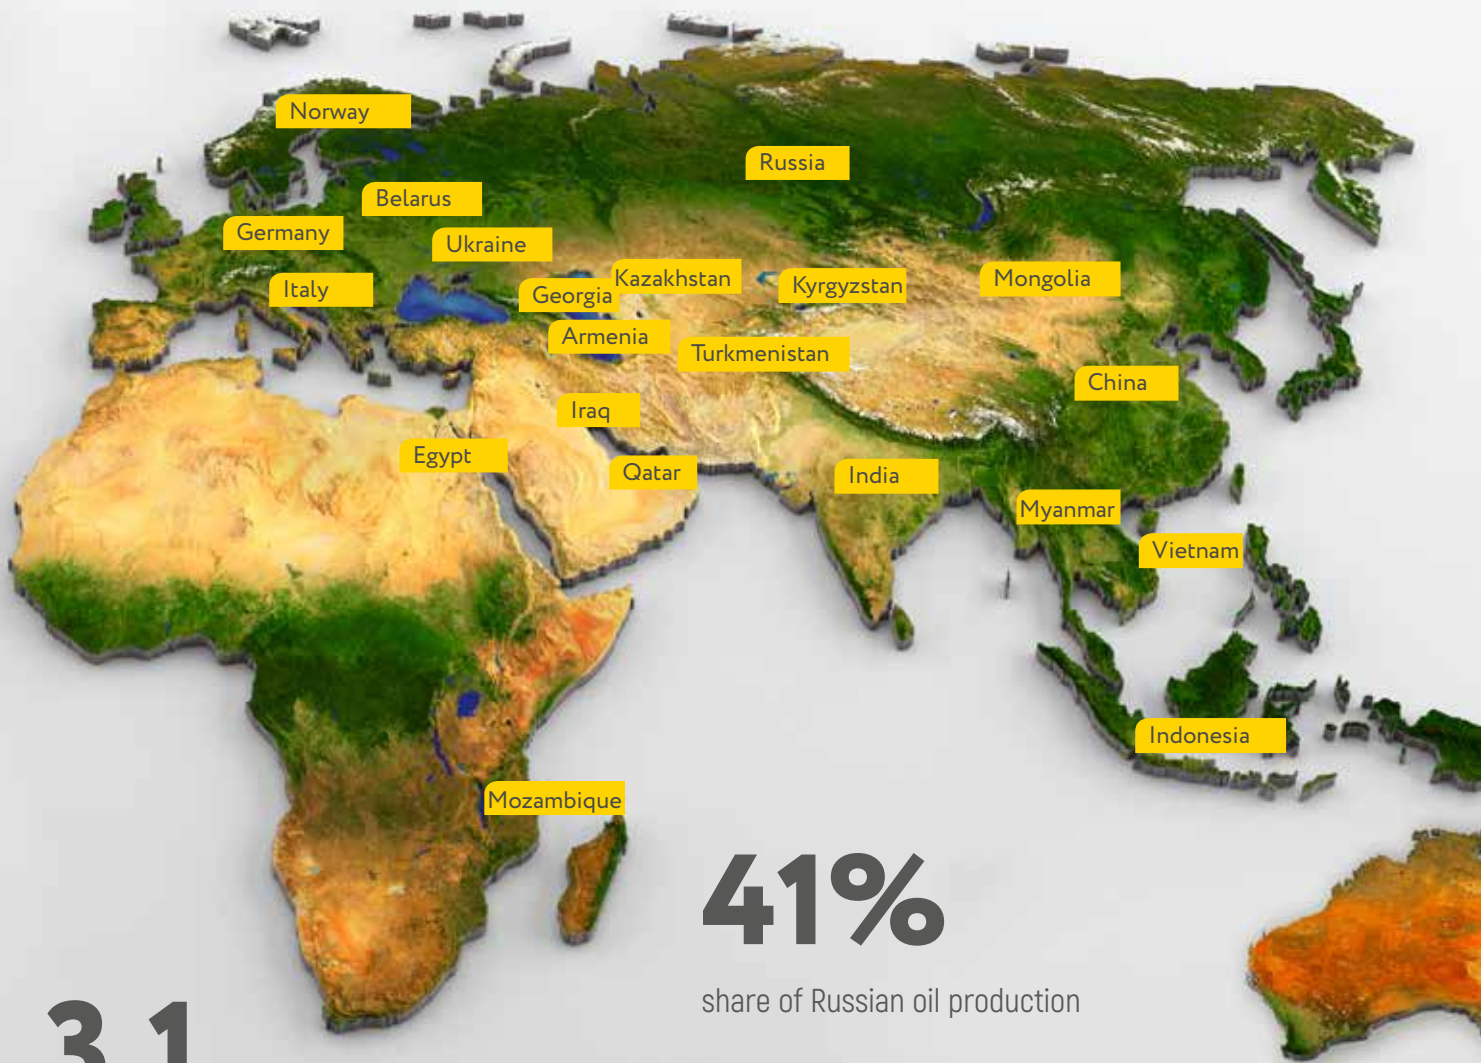 Norway
Russia
Belarus
Germany
Ukraine
Italy
Georgia
Kazakhstan
Kyrgyzstan
Mongolia
Armenia
Turkmenistan
China
Iraq
Egypt
Qatar
India
Myanmar
Vietnam
Indonesia
Mozambique
41%
share of Russian oil production
3.1